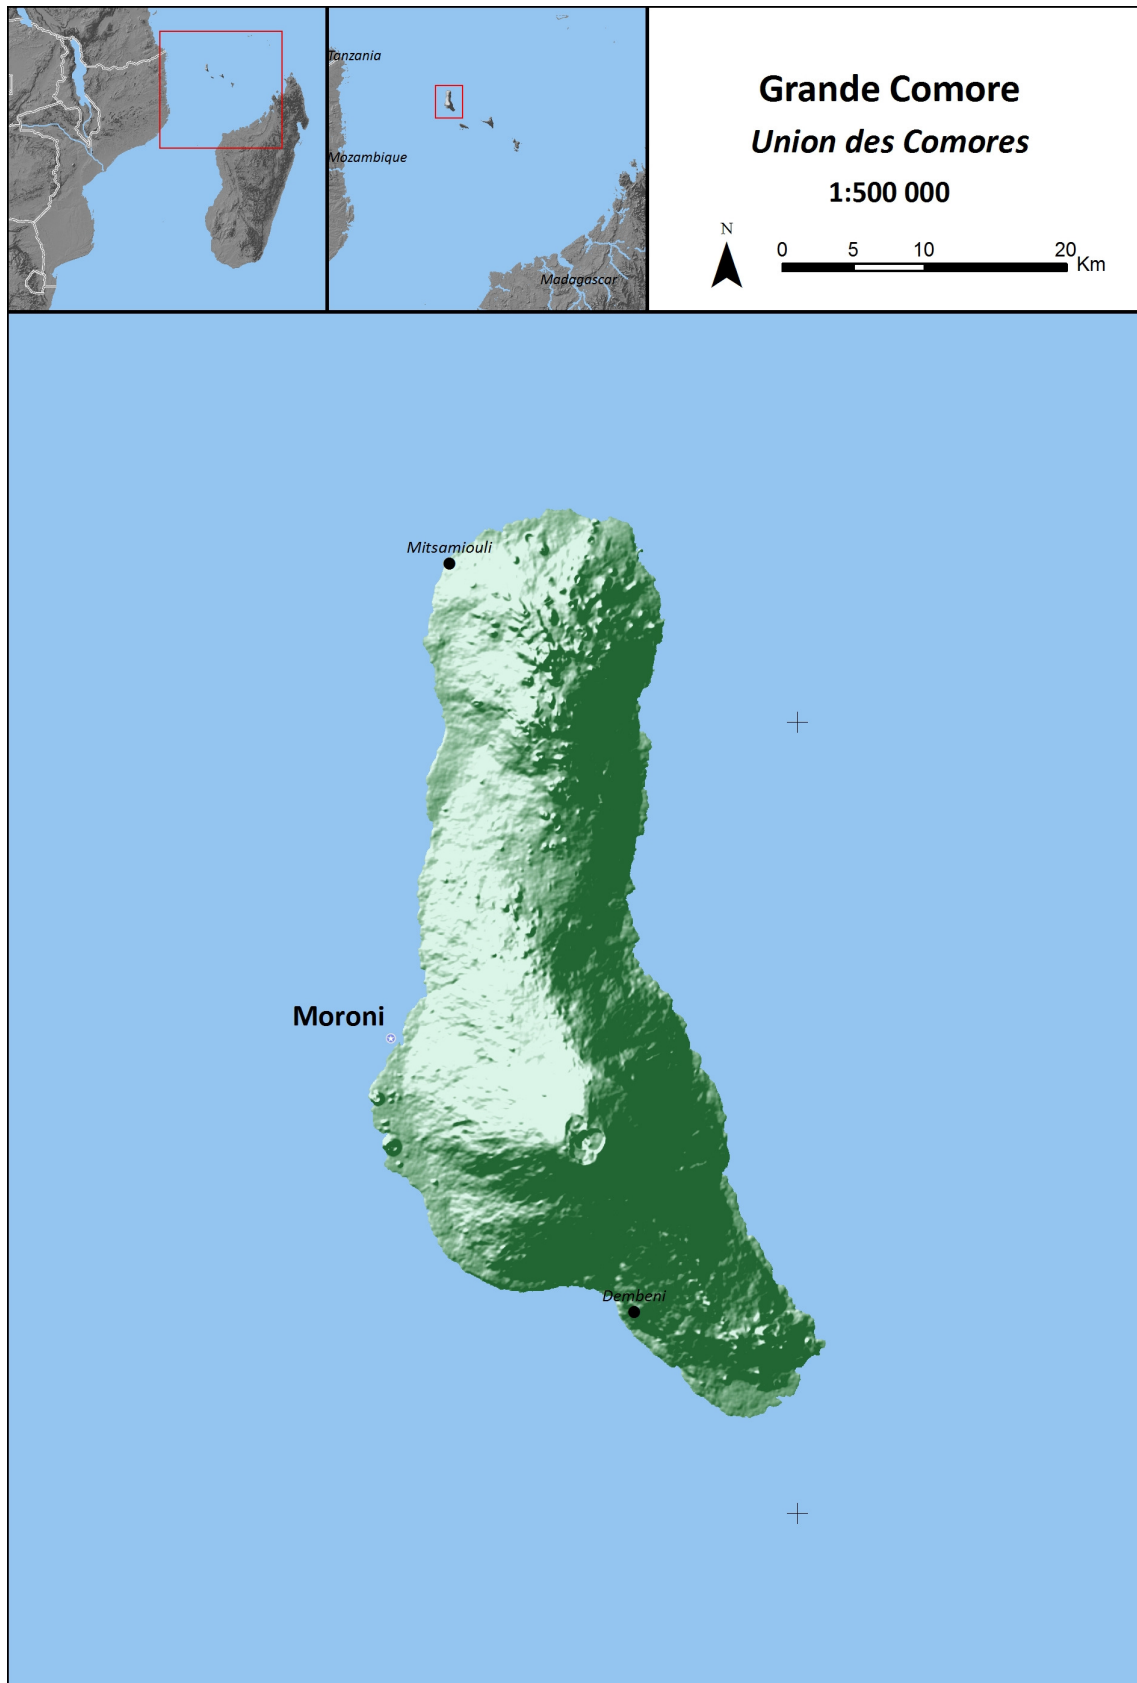 Tanzania
Mozambique
Madagascar
Grande Comore
Union des Comores
1:500 000
N
0 5 10 20
Km
Mitsamiouli
Moroni
Dembeni